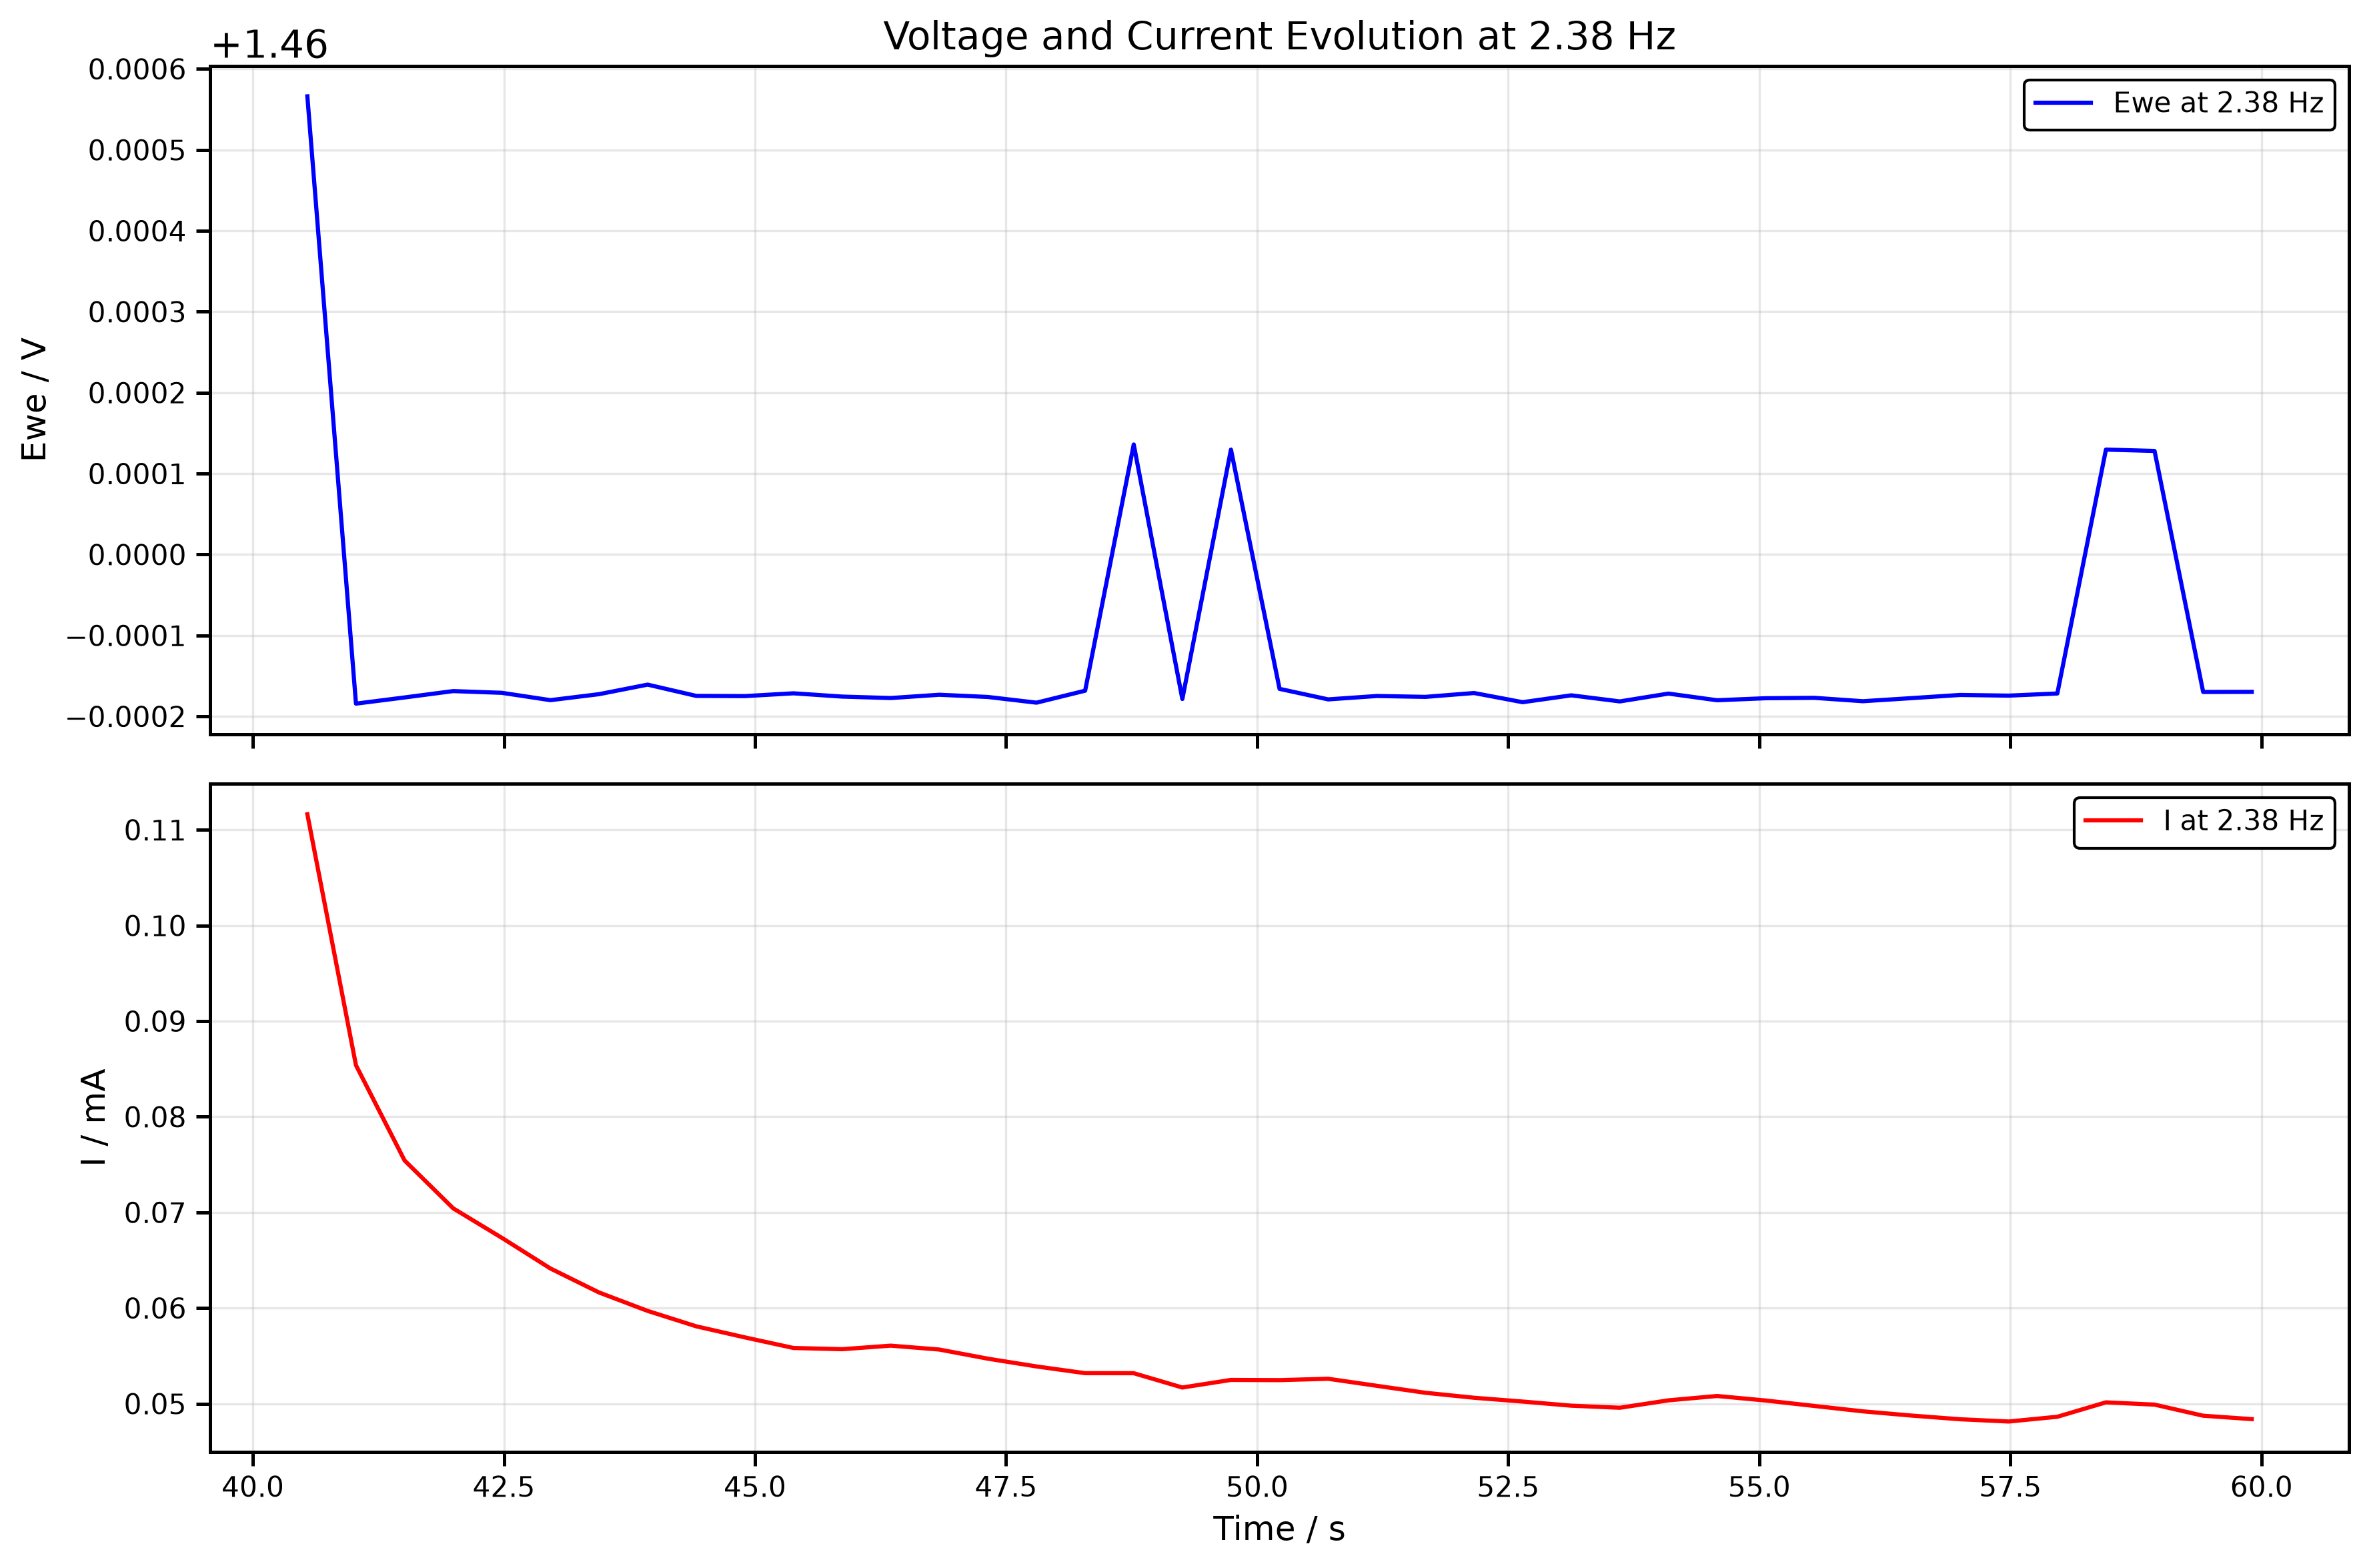 Voltage and Current Evolution at 2.38 Hz
+1.46
0.0006
0.0005
0.0004
0.0003
0.0002
0.0001
0.0000
−0.0001
−0.0002
Ewe / V
Ewe at 2.38 Hz
0.11
0.10
0.09
0.08
0.07
0.06
0.05
I / mA
I at 2.38 Hz
40.0 42.5 45.0 47.5 50.0 52.5 55.0 57.5 60.0
Time / s